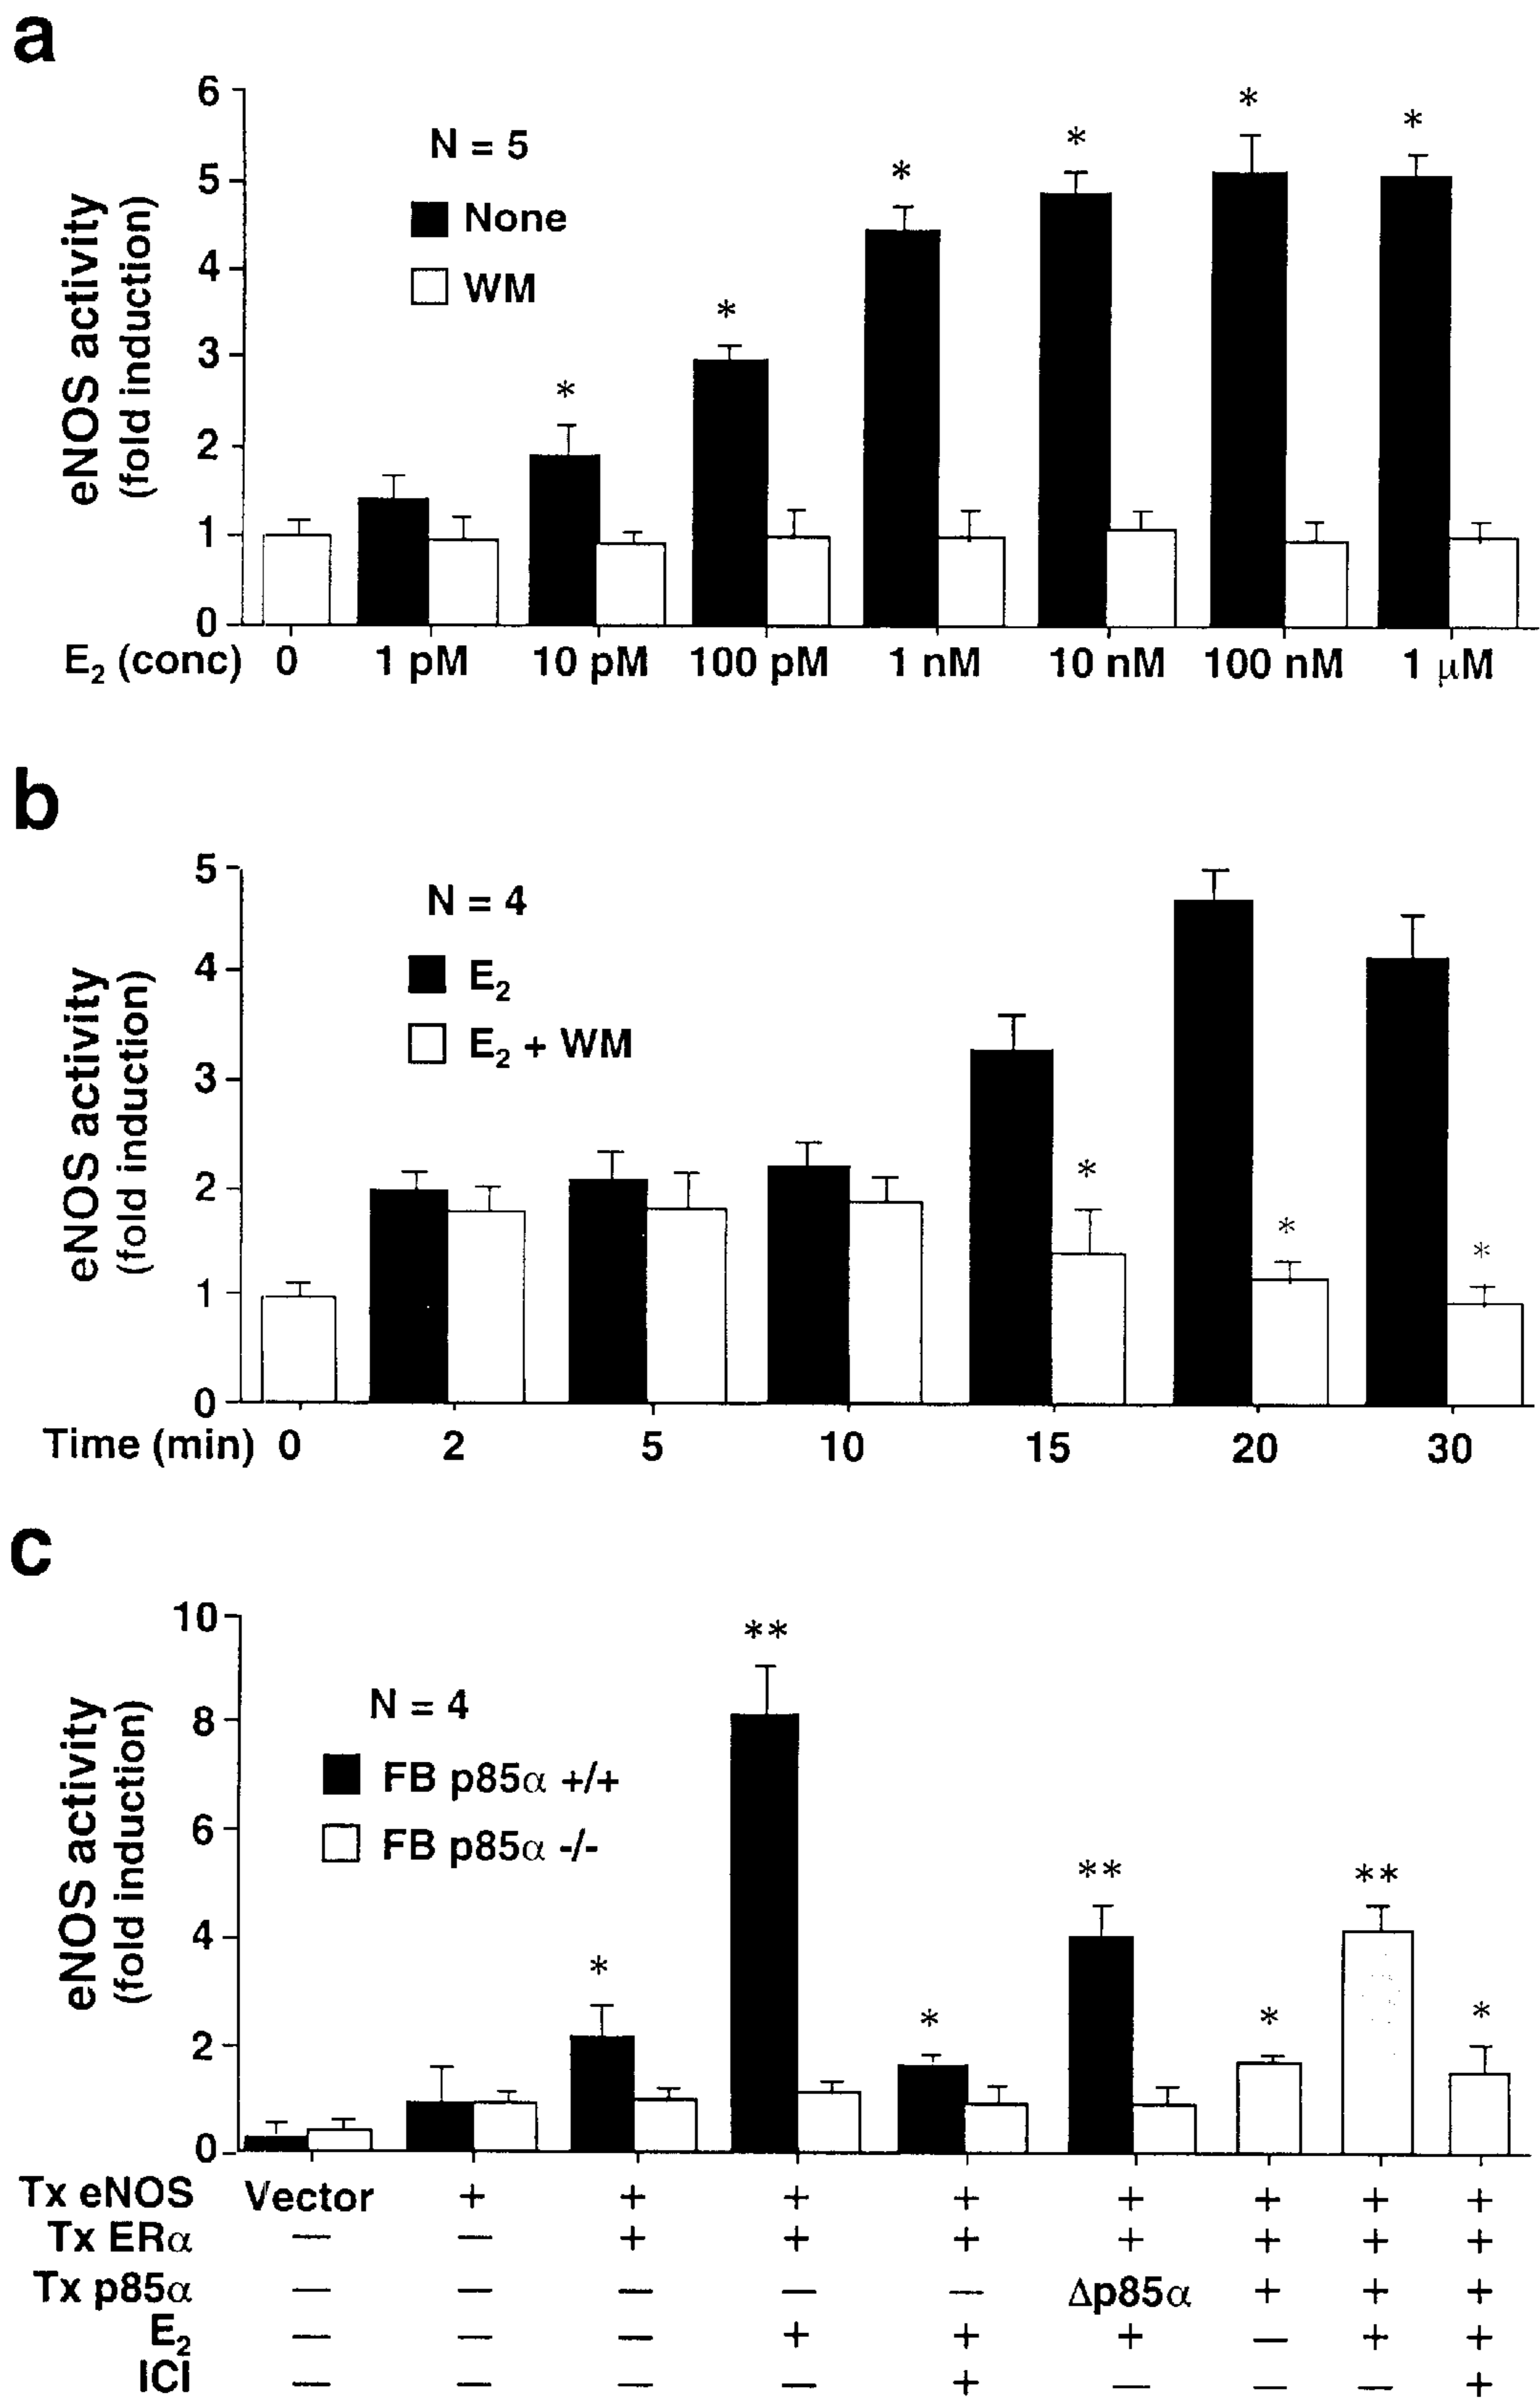 a
eNOS activity
(fold induction)
6
5
4
3
2
1
0
N = 5
None
WM
*
*
*
*
*
*
E₂ (conc) 0 1 pM 10 pM 100 pM 1 nM 10 nM 100 nM 1 μM
b
eNOS activity
(fold induction)
5
4
3
2
1
0
N = 4
E₂
E₂ + WM
*
*
*
Time (min) 0 2 5 10 15 20 30
c
eNOS activity
(fold induction)
10
8
6
4
2
0
N = 4
FB p85α +/+
FB p85α -/-
*
**
*
**
*
**
*
Tx eNOS Vector + + + + + + + +
Tx ERα — — + + + + + + +
Tx p85α — — — — — Δp85α + + +
E₂ — — — + + + — + +
ICI — — — — + — — — +